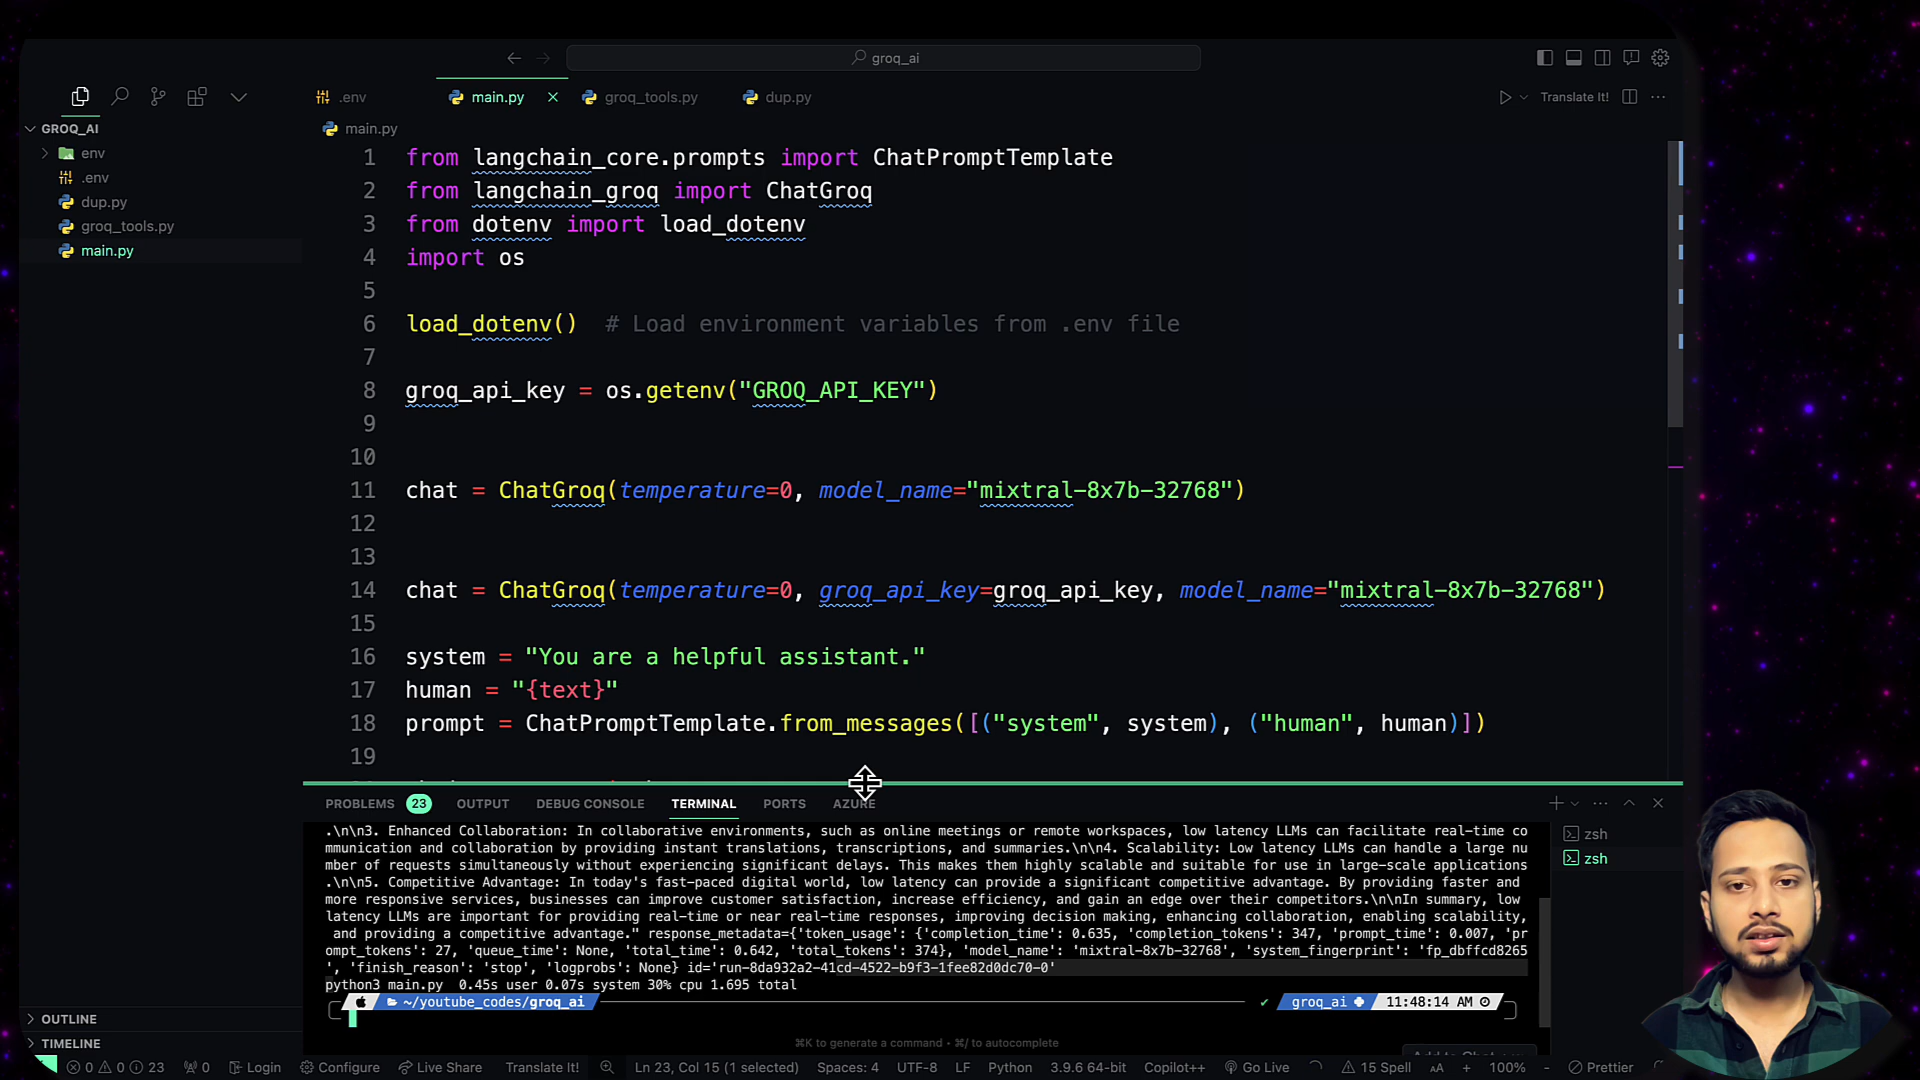 groq_ai
.env
main.py
groq_tools.py
dup.py
Translate It!
GROQ_AI
env
.env
dup.py
groq_tools.py
main.py
OUTLINE
TIMELINE
main.py
1 from langchain_core.prompts import ChatPromptTemplate
2 from langchain_groq import ChatGroq
3 from dotenv import load_dotenv
4 import os
5
6 load_dotenv()  # Load environment variables from .env file
7
8 groq_api_key = os.getenv("GROQ_API_KEY")
9
10
11 chat = ChatGroq(temperature=0, model_name="mixtral-8x7b-32768")
12
13
14 chat = ChatGroq(temperature=0, groq_api_key=groq_api_key, model_name="mixtral-8x7b-32768")
15
16 system = "You are a helpful assistant."
17 human = "{text}"
18 prompt = ChatPromptTemplate.from_messages([("system", system), ("human", human)])
19
PROBLEMS 23 OUTPUT DEBUG CONSOLE TERMINAL PORTS AZURE
.\n\n3. Enhanced Collaboration: In collaborative environments, such as online meetings or remote workspaces, low latency LLMs can facilitate real-time co
mmunication and collaboration by providing instant translations, transcriptions, and summaries.\n\n4. Scalability: Low latency LLMs can handle a large nu
mber of requests simultaneously without experiencing significant delays. This makes them highly scalable and suitable for use in large-scale applications
.\n\n5. Competitive Advantage: In today's fast-paced digital world, low latency can provide a significant competitive advantage. By providing faster and
more responsive services, businesses can improve customer satisfaction, increase efficiency, and gain an edge over their competitors.\n\nIn summary, low
latency LLMs are important for providing real-time or near real-time responses, improving decision making, enhancing collaboration, enabling scalability,
and providing a competitive advantage." response_metadata={'token_usage': {'completion_time': 0.635, 'completion_tokens': 347, 'prompt_time': 0.007, 'pr
ompt_tokens': 27, 'queue_time': None, 'total_time': 0.642, 'total_tokens': 374}, 'model_name': 'mixtral-8x7b-32768', 'system_fingerprint': 'fp_dbffcd8265
', 'finish_reason': 'stop', 'logprobs': None} id='run-8da932a2-41cd-4522-b9f3-1fee82d0dc70-0'
python3 main.py  0.45s user 0.07s system 30% cpu 1.695 total
~/youtube_codes/groq_ai
groq_ai
11:48:14 AM
⌘K to generate a command • ⌘/ to autocomplete
zsh
zsh
0 0 23 0 Login Configure Live Share Translate It! Ln 23, Col 15 (1 selected) Spaces: 4 UTF-8 LF Python 3.9.6 64-bit Copilot++ Go Live 15 Spell + 100% - Prettier